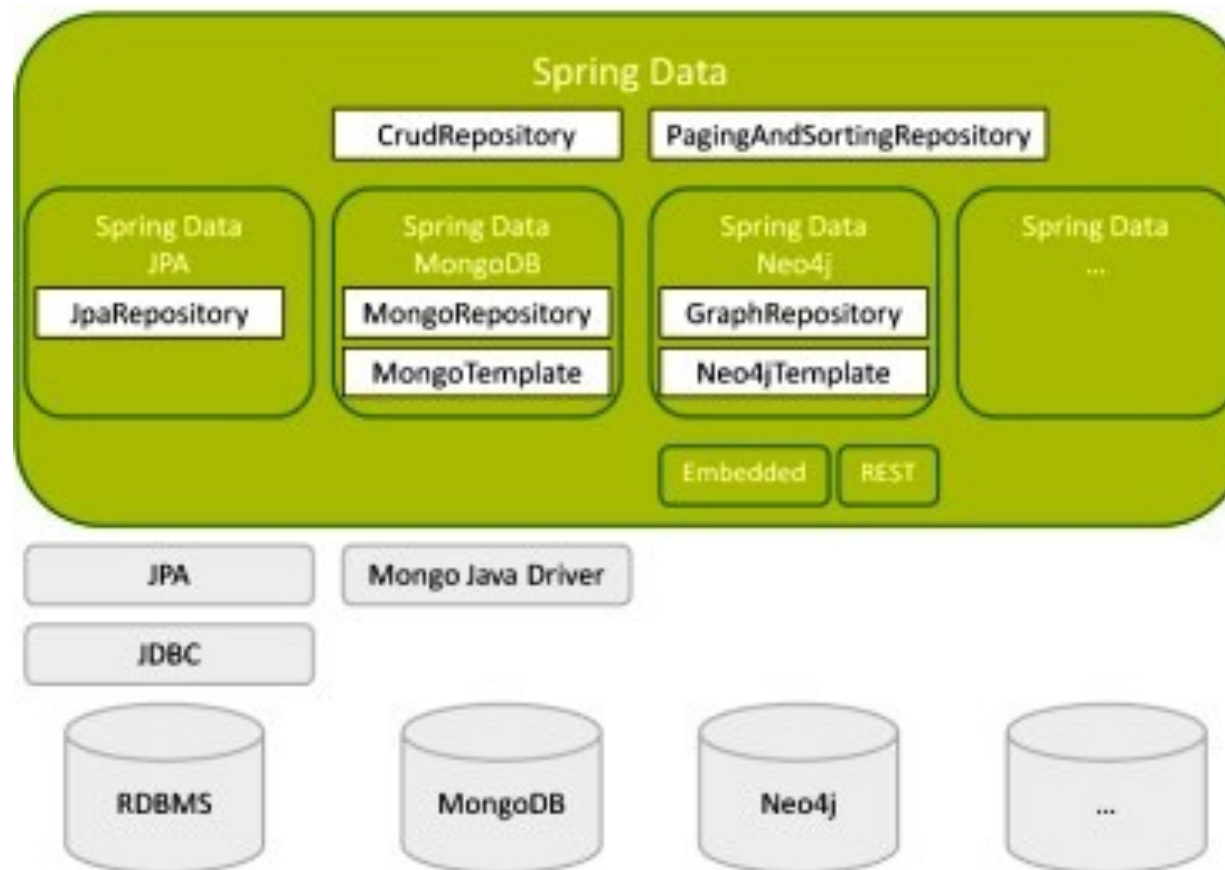 Spring Data
CrudRepository
PagingAndSortingRepository
Spring Data
JPA
JpaRepository
Spring Data
MongoDB
MongoRepository
MongoTemplate
Spring Data
Neo4j
GraphRepository
Neo4jTemplate
Spring Data
...
Embedded
REST
JPA
Mongo Java Driver
JDBC
RDBMS
MongoDB
Neo4j
...